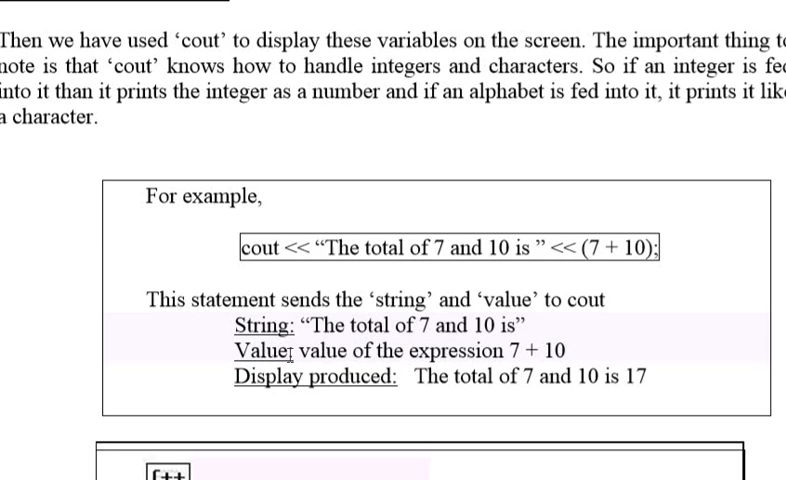 Then we have used ‘cout’ to display these variables on the screen. The important thing
note is that ‘cout’ knows how to handle integers and characters. So if an integer is
into it than it prints the integer as a number and if an alphabet is fed into it, it prints it
a character.
For example,
cout << “The total of 7 and 10 is ” << (7 + 10);
This statement sends the ‘string’ and ‘value’ to cout
String: “The total of 7 and 10 is”
Value: value of the expression 7 + 10
Display produced: The total of 7 and 10 is 17